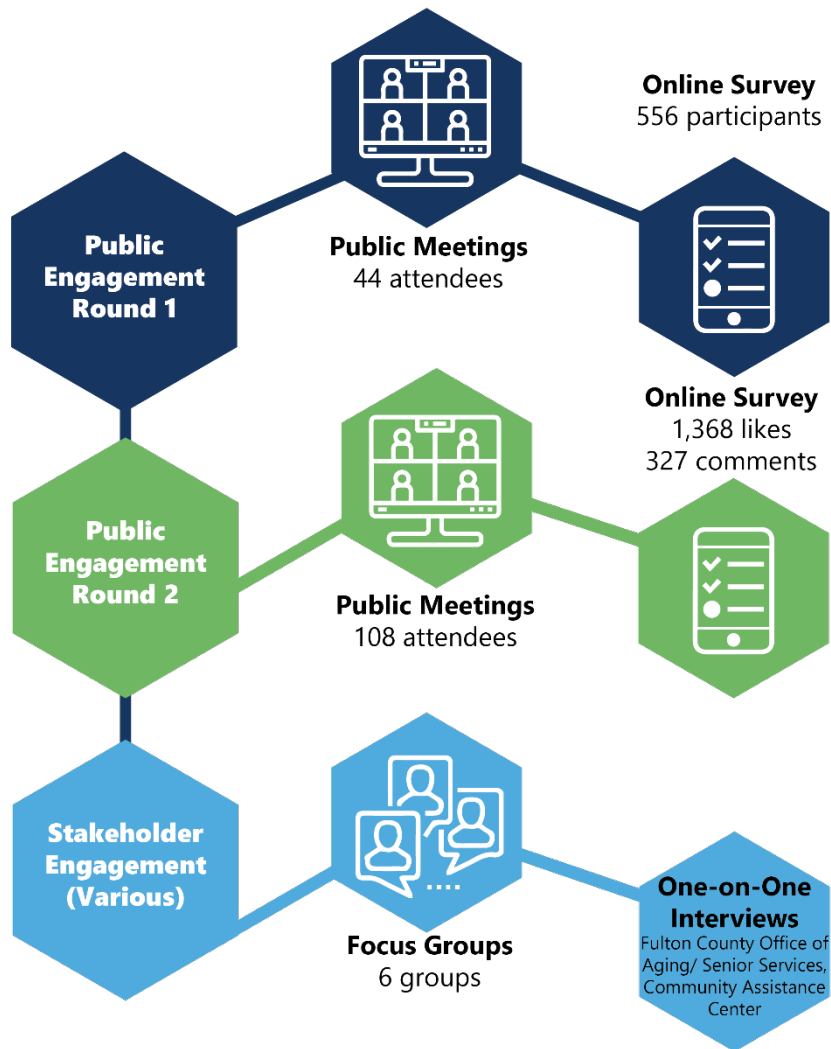 Public
Engagement
Round 1
Public Meetings
44 attendees
Online Survey
556 participants
Public
Engagement
Round 2
Public Meetings
108 attendees
Online Survey
1,368 likes
327 comments
Stakeholder
Engagement
(Various)
Focus Groups
6 groups
One-on-One
Interviews
Fulton County Office of
Aging/ Senior Services,
Community Assistance
Center